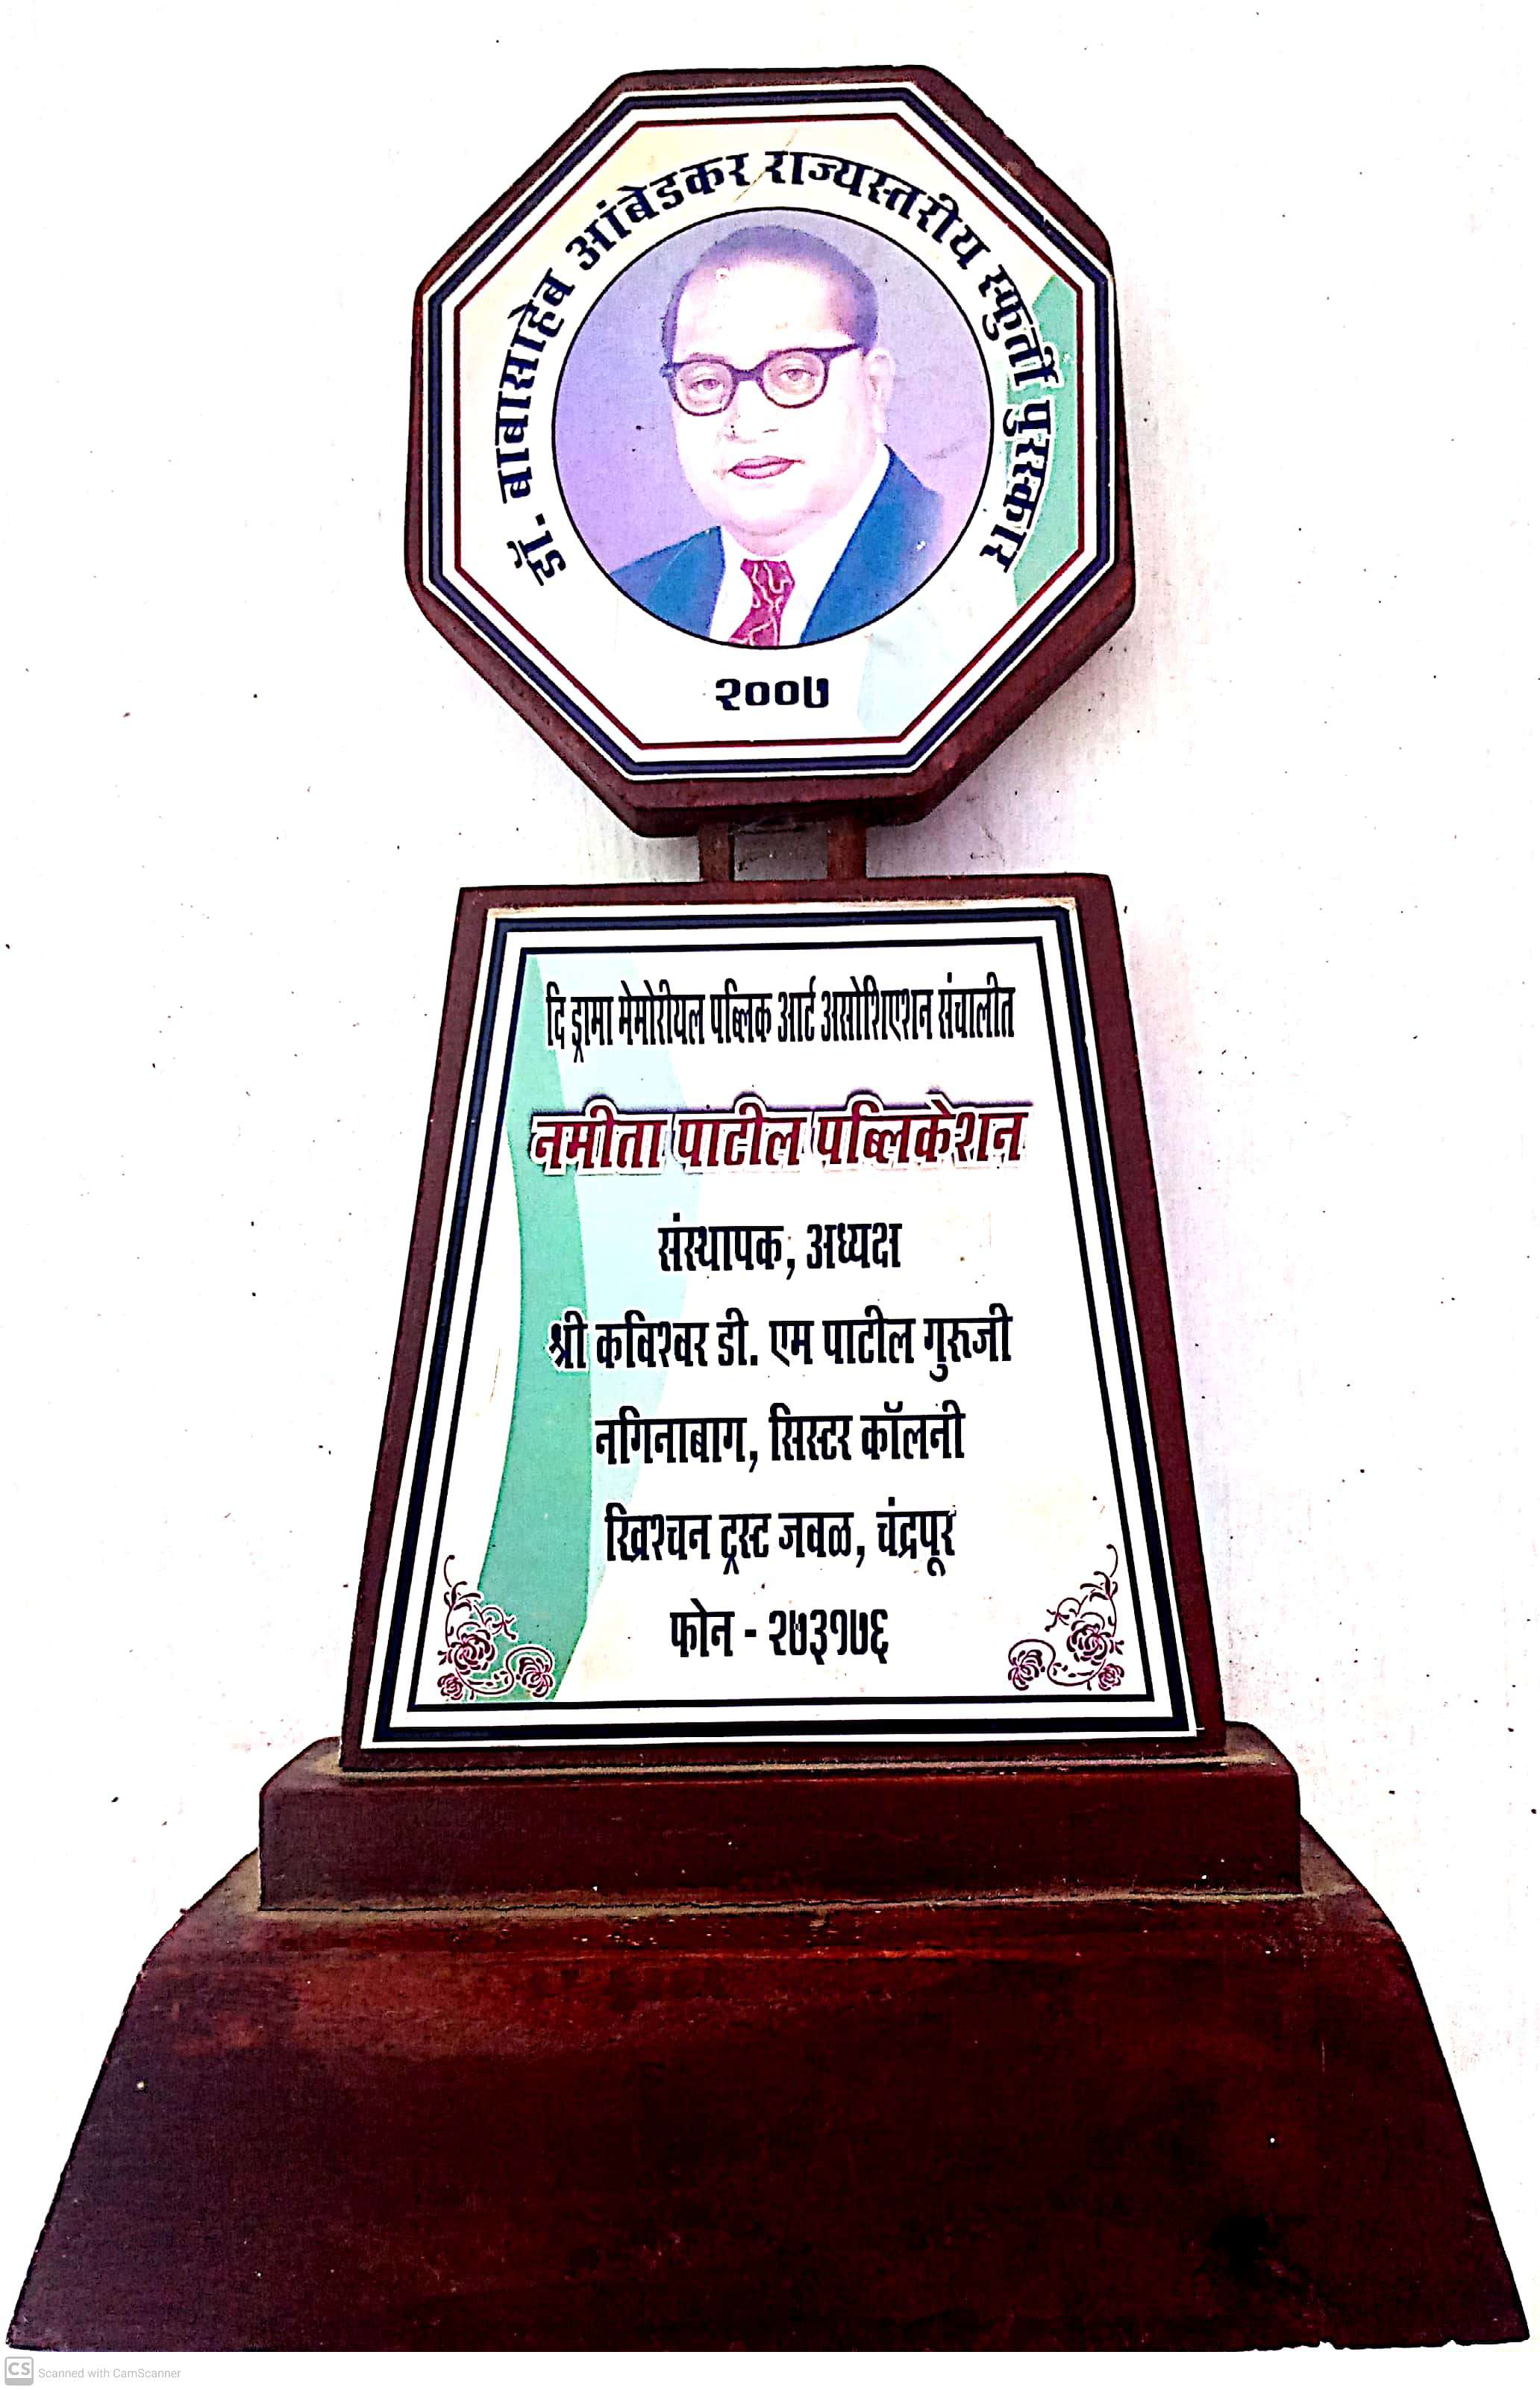 डॉ. बाबासाहेब आंबेडकर राज्यस्तरीय स्फुर्ती पुरस्कार
२००७
दि ड्रामा मेमोरीयल पब्लिक आर्ट असोशिएशन संचालीत
नमीता पाटील पब्लिकेशन
संस्थापक, अध्यक्ष
श्री कविश्वर डी. एम पाटील गुरूजी
नगिनाबाग, सिस्टर कॉलनी
ख्रिश्चन ट्रस्ट जवळ, चंद्रपूर
फोन - २७३१७६
CS Scanned with CamScanner